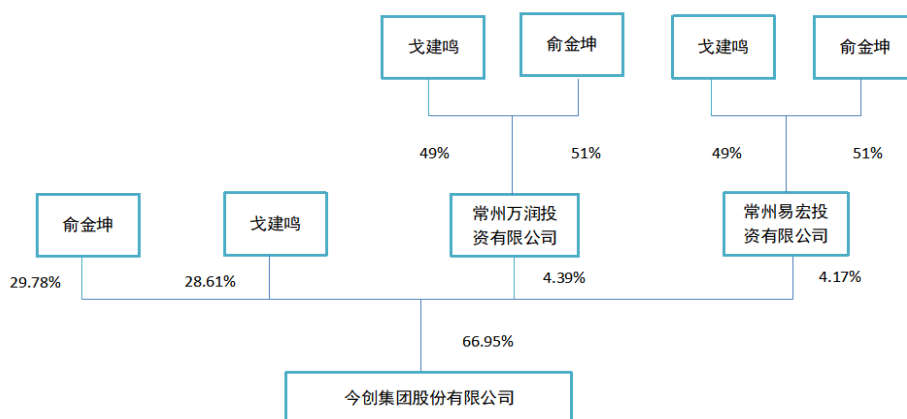 戈建鸣
俞金坤
戈建鸣
俞金坤
49%
51%
49%
51%
俞金坤
戈建鸣
常州万润投
资有限公司
常州易宏投
资有限公司
29.78%
28.61%
4.39%
4.17%
66.95%
今创集团股份有限公司